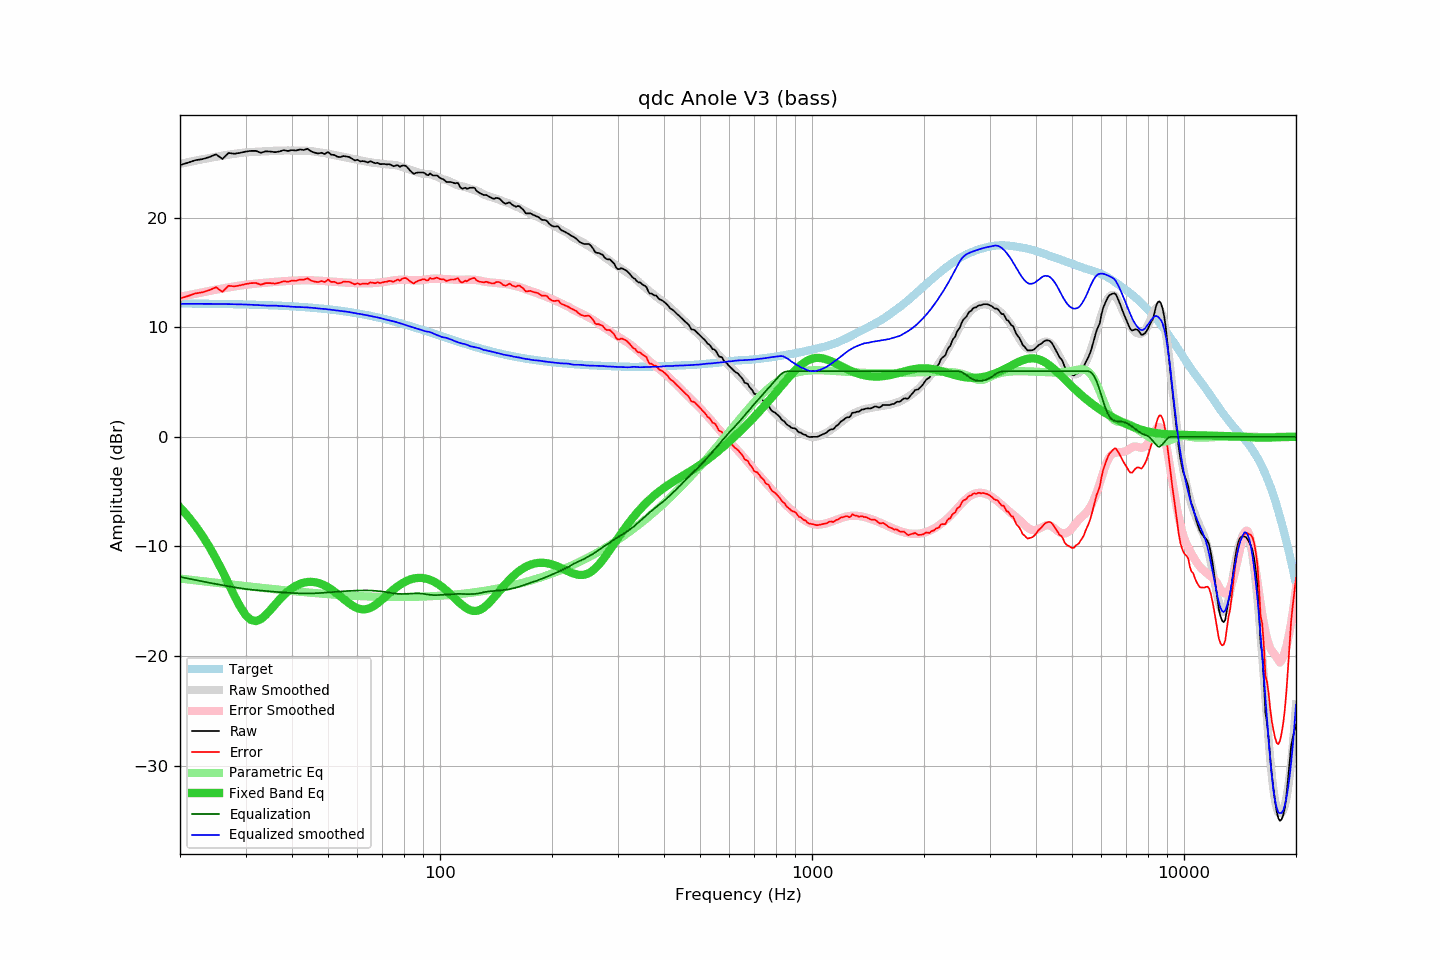 qdc Anole V3 (bass)
Amplitude (dBr)
20
10
0
−10
−20
−30
Target
Raw Smoothed
Error Smoothed
Raw
Error
Parametric Eq
Fixed Band Eq
Equalization
Equalized smoothed
100 1000 10000
Frequency (Hz)